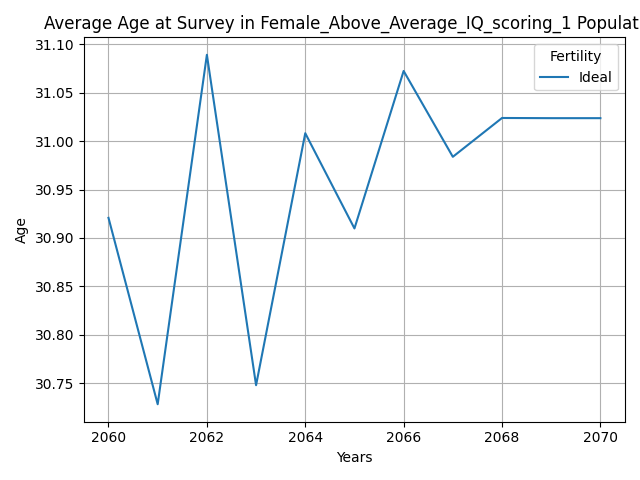 Average Age at Survey in Female_Above_Average_IQ_scoring_1 Populat
31.10
31.05
31.00
30.95
30.90
30.85
30.80
30.75
Age
Fertility
Ideal
2060
2062
2064
2066
2068
2070
Years